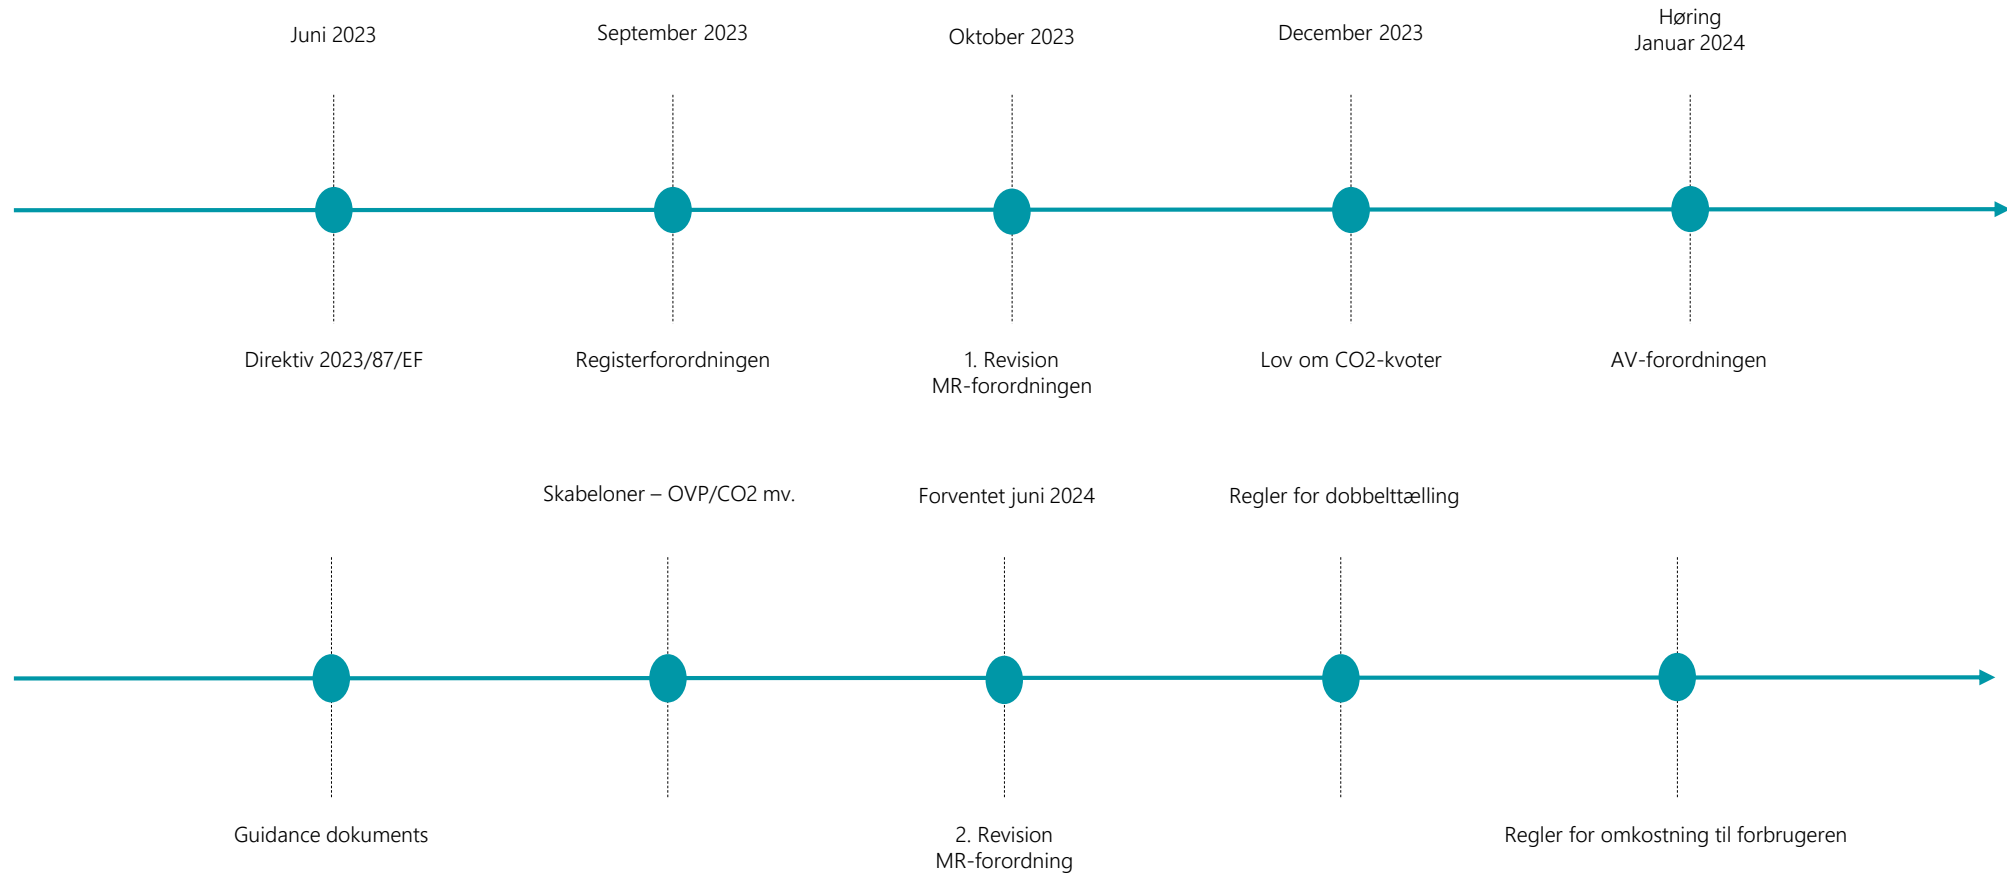 Juni 2023
September 2023
Oktober 2023
December 2023
Høring
Januar 2024
Direktiv 2023/87/EF
Registerforordningen
1. Revision
MR-forordningen
Lov om CO2-kvoter
AV-forordningen
Skabeloner – OVP/CO2 mv.
Forventet juni 2024
Regler for dobbelttælling
Guidance dokuments
2. Revision
MR-forordning
Regler for omkostning til forbrugeren